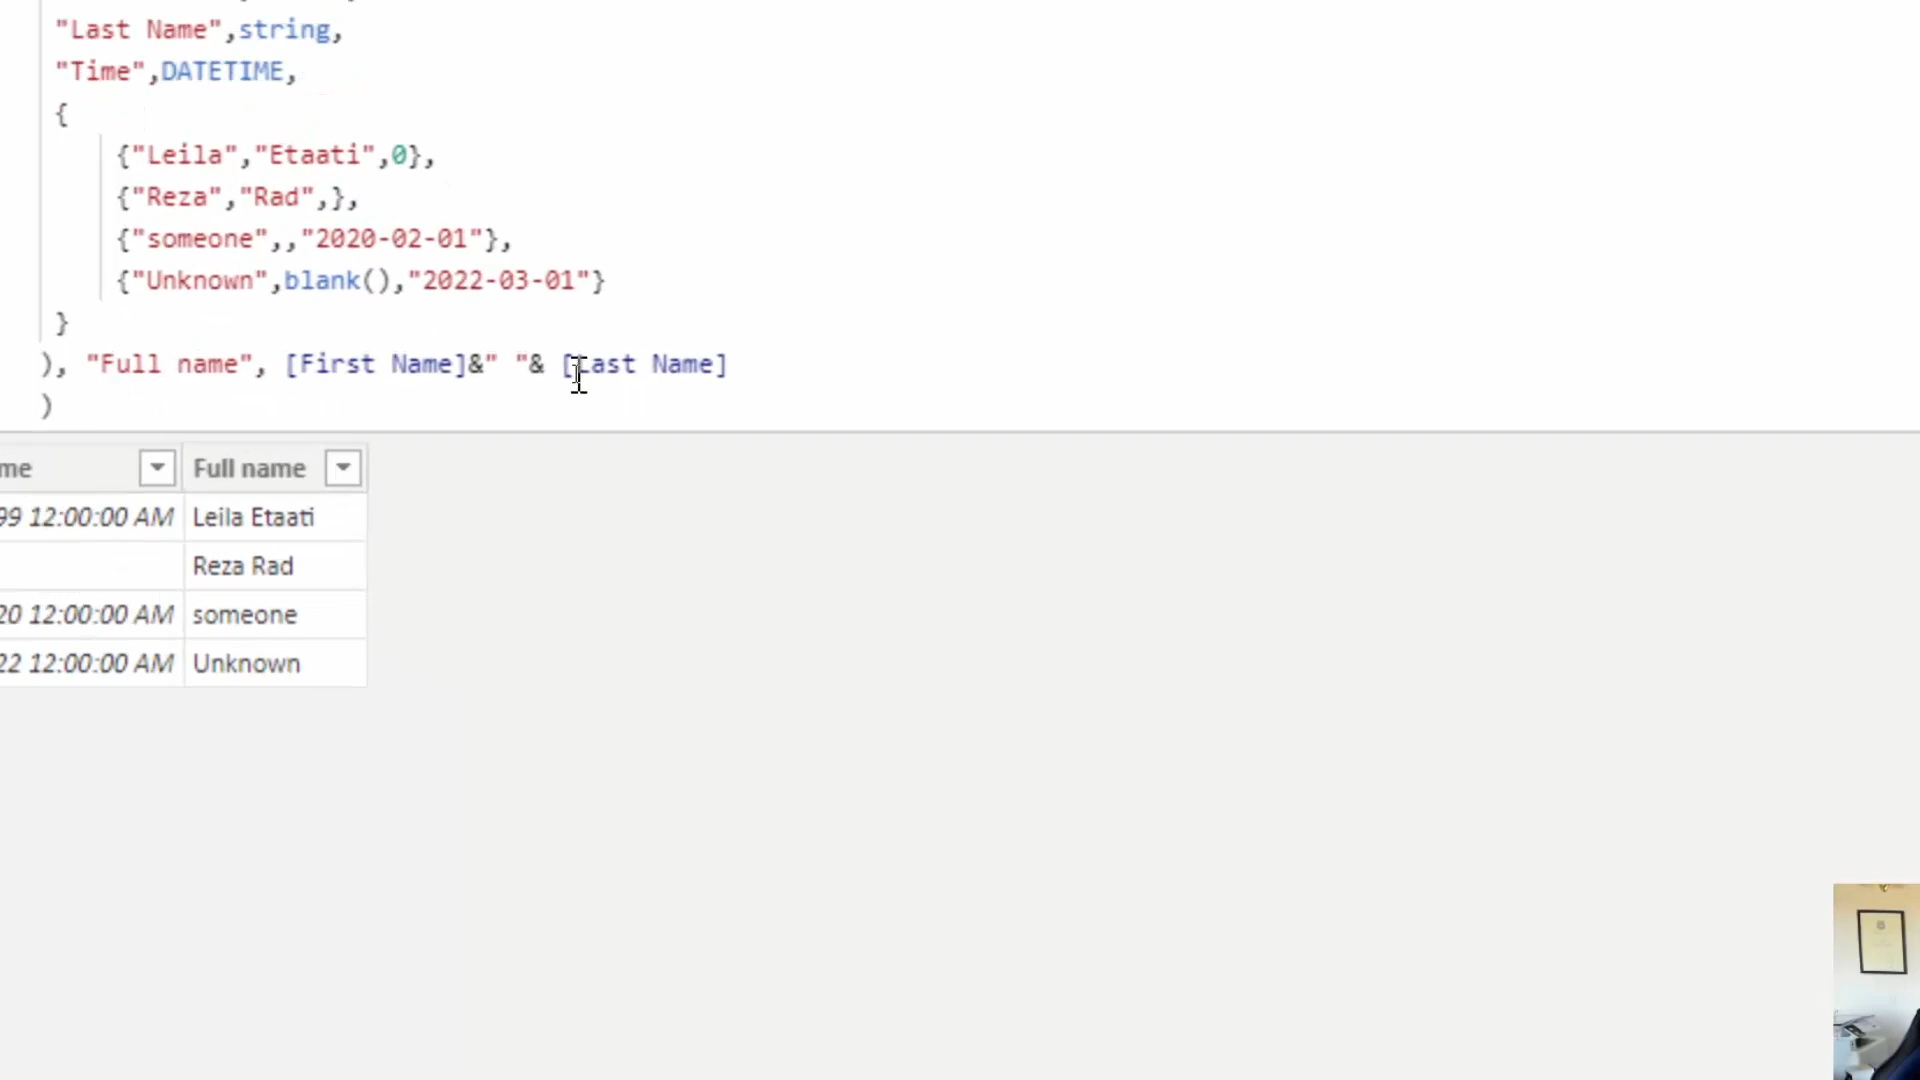 "Last Name",string,
"Time",DATETIME,
{
{"Leila","Etaati",0},
{"Reza","Rad",},
{"someone",,"2020-02-01"},
{"Unknown",blank(),"2022-03-01"}
}
), "Full name", [First Name]&" "& [Last Name]
)
me Full name
99 12:00:00 AM Leila Etaati
Reza Rad
20 12:00:00 AM someone
22 12:00:00 AM Unknown